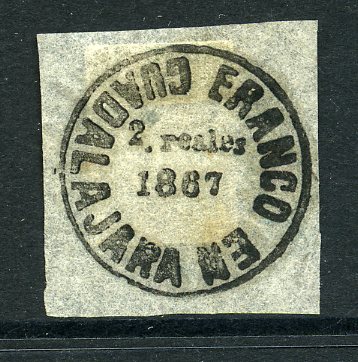 FRANCO EN GUADALAJARA
2. reales
1867